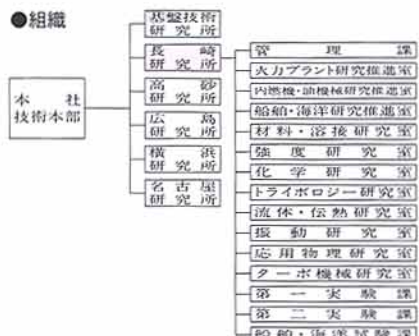 ●組織
基盤技術
研究所
長崎
研究所
高砂
研究所
広島
研究所
横浜
研究所
名古屋
研究所
本社
技術本部
管理課
火力プラント研究推進室
内燃機・油機械研究推進室
船舶・海洋研究推進室
材料・溶接研究室
強度研究室
化学研究室
トライボロジー研究室
流体・伝熱研究室
振動研究室
応用物理研究室
ターボ機械研究室
第一実験課
第二実験課
船舶・海洋試験課